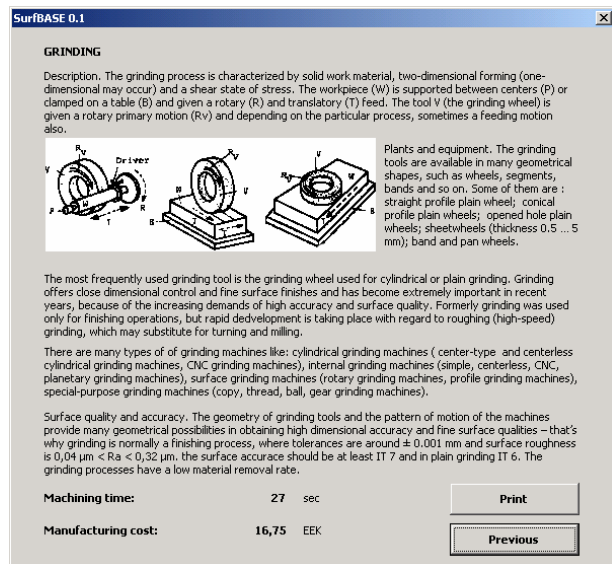 SurfBASE 0.1
GRINDING
Description. The grinding process is characterized by solid work material, two-dimensional forming (one-
dimensional may occur) and a shear state of stress. The workpiece (W) is supported between centers (P) or
clamped on a table (B) and given a rotary (R) and translatory (T) feed. The tool V (the grinding wheel) is
given a rotary primary motion (Rv) and depending on the particular process, sometimes a feeding motion
also.
Driver
Plants and equipment. The grinding
tools are available in many geometrical
shapes, such as wheels, segments,
bands and so on. Some of them are :
straight profile plain wheel; conical
profile plain wheels; opened hole plain
wheels; sheetwheels (thickness 0.5 ... 5
mm); band and pan wheels.
The most frequently used grinding tool is the grinding wheel used for cylindrical or plain grinding. Grinding
offers close dimensional control and fine surface finishes and has become extremely important in recent
years, because of the increasing demands of high accuracy and surface quality. Formerly grinding was used
only for finishing operations, but rapid dedvelopment is taking place with regard to roughing (high-speed)
grinding, which may substitute for turning and milling.
There are many types of of grinding machines like: cylindrical grinding machines ( center-type and centerless
cylindrical grinding machines, CNC grinding machines), internal grinding machines (simple, centerless, CNC,
planetary grinding machines), surface grinding machines (rotary grinding machines, profile grinding machines),
special-purpose grinding machines (copy, thread, ball, gear grinding machines).
Surface quality and accuracy. The geometry of grinding tools and the pattern of motion of the machines
provide many geometrical possibilities in obtaining high dimensional accuracy and fine surface qualities – that's
why grinding is normally a finishing process, where tolerances are around ± 0.001 mm and surface roughness
is 0,04 µm < Ra < 0,32 µm. the surface accurace should be at least IT 7 and in plain grinding IT 6. The
grinding processes have a low material removal rate.
Machining time: 27 sec
Print
Manufacturing cost: 16,75 EEK
Previous